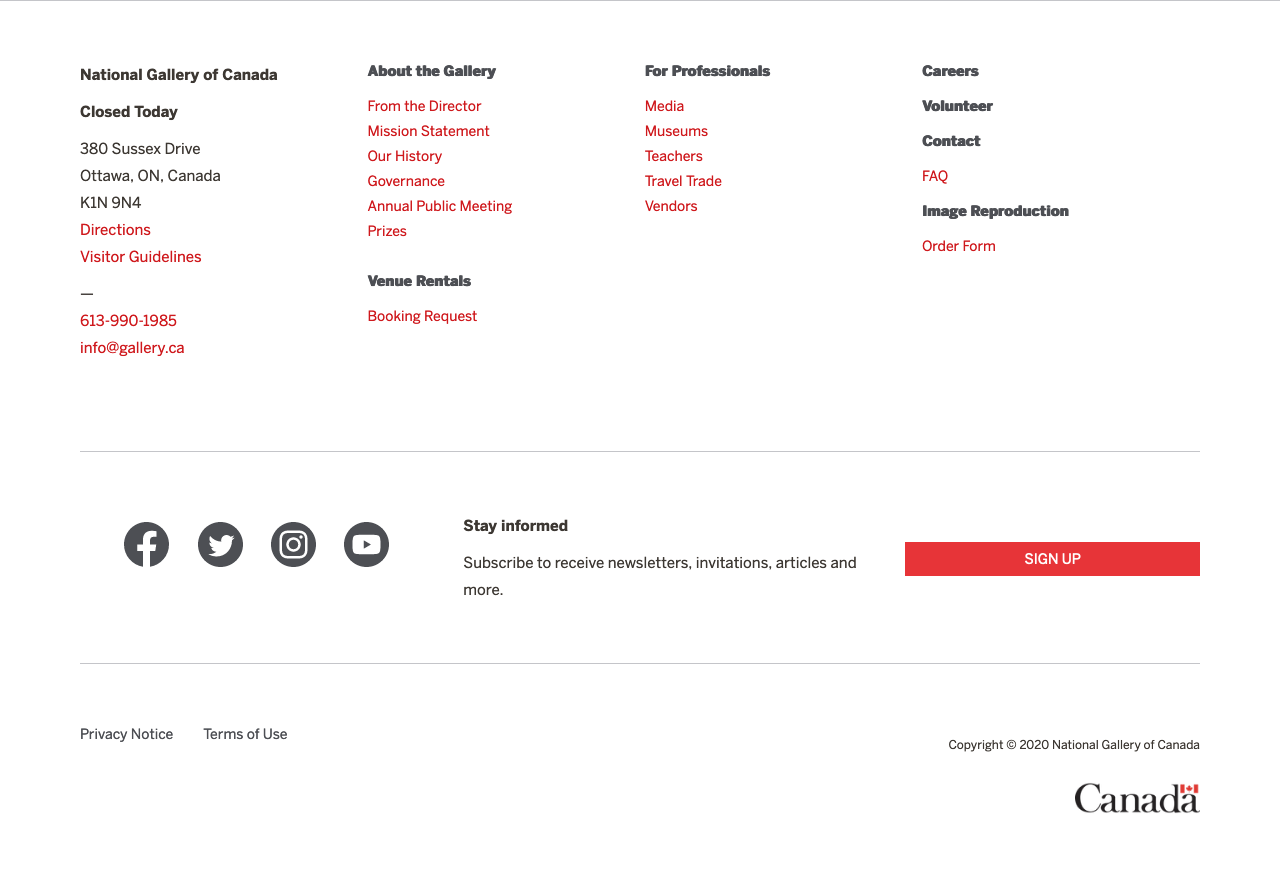 National Gallery of Canada
Closed Today
380 Sussex Drive
Ottawa, ON, Canada
K1N 9N4
Directions
Visitor Guidelines
—
613-990-1985
info@gallery.ca
About the Gallery
From the Director
Mission Statement
Our History
Governance
Annual Public Meeting
Prizes
Venue Rentals
Booking Request
For Professionals
Media
Museums
Teachers
Travel Trade
Vendors
Careers
Volunteer
Contact
FAQ
Image Reproduction
Order Form
Stay informed
Subscribe to receive newsletters, invitations, articles and
more.
SIGN UP
Privacy Notice
Terms of Use
Copyright © 2020 National Gallery of Canada
Canada